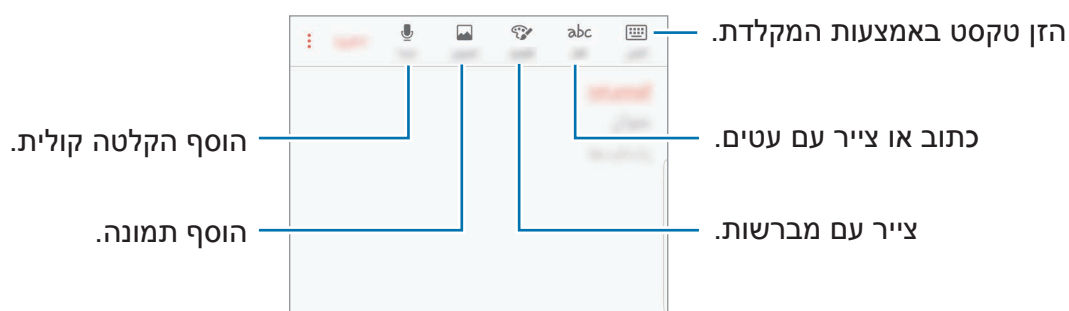 abc
הזן טקסט באמצעות המקלדת.
כתוב או צייר עם עטים.
הוסף הקלטה קולית.
צייר עם מברשות.
הוסף תמונה.